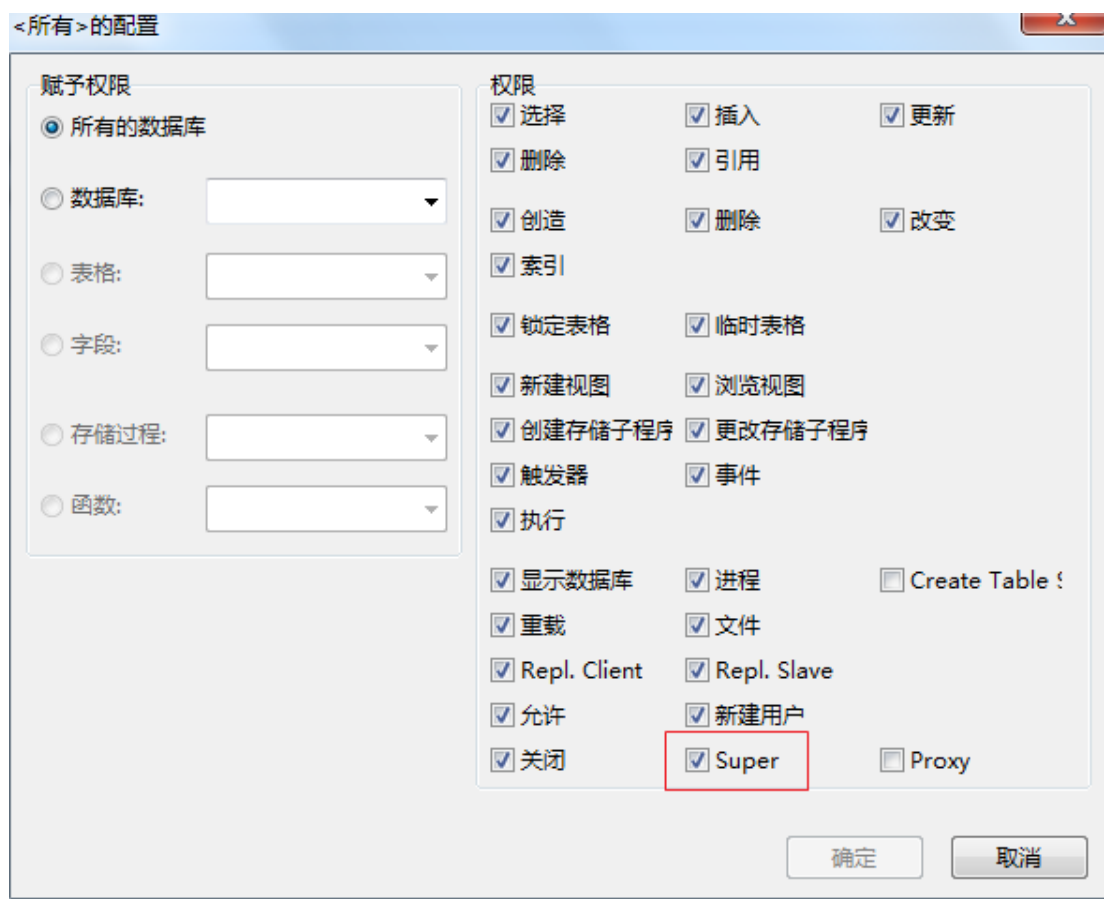 <所有>的配置
赋予权限
所有的数据库
数据库:
表格:
字段:
存储过程:
函数:
权限
选择 插入 更新
删除 引用
创造 删除 改变
索引
锁定表格 临时表格
新建视图 浏览视图
创建存储子程序 更改存储子程序
触发器 事件
执行
显示数据库 进程 Create Table
重载 文件
Repl. Client Repl. Slave
允许 新建用户
关闭 Super Proxy
确定 取消